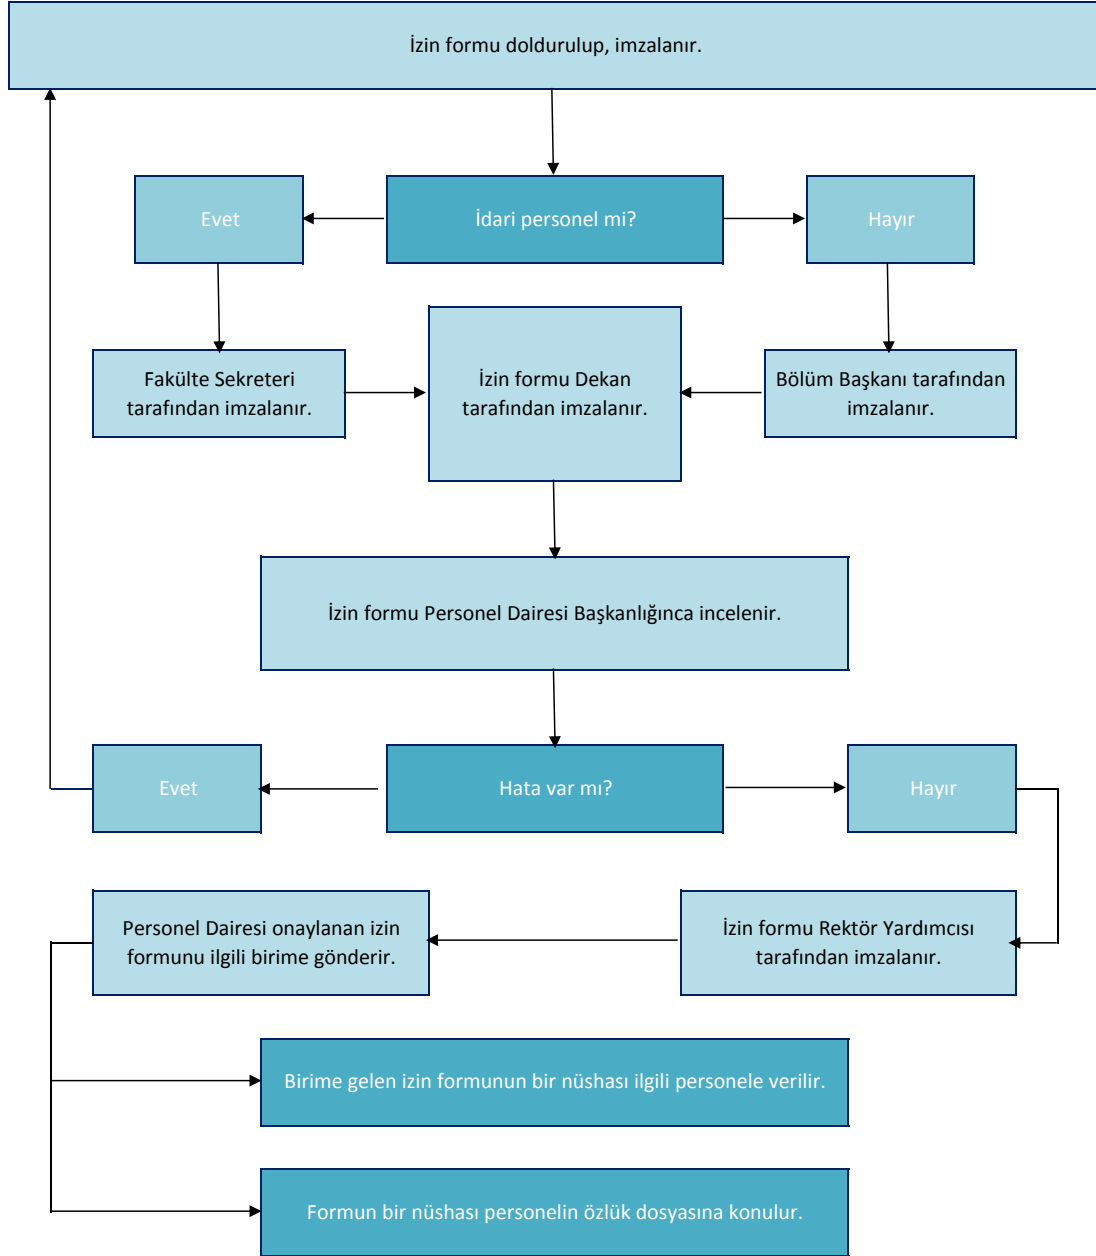 İzin formu doldurulup, imzalanır.
Evet
İdari personel mi?
Hayır
Fakülte Sekreteri
tarafından imzalanır.
İzin formu Dekan
tarafından imzalanır.
Bölüm Başkanı tarafından
imzalanır.
İzin formu Personel Dairesi Başkanlığınca incelenir.
Evet
Hata var mı?
Hayır
Personel Dairesi onaylanan izin
formunu ilgili birime gönderir.
İzin formu Rektör Yardımcısı
tarafından imzalanır.
Birime gelen izin formunun bir nüshası ilgili personele verilir.
Formun bir nüshası personelin özlük dosyasına konulur.